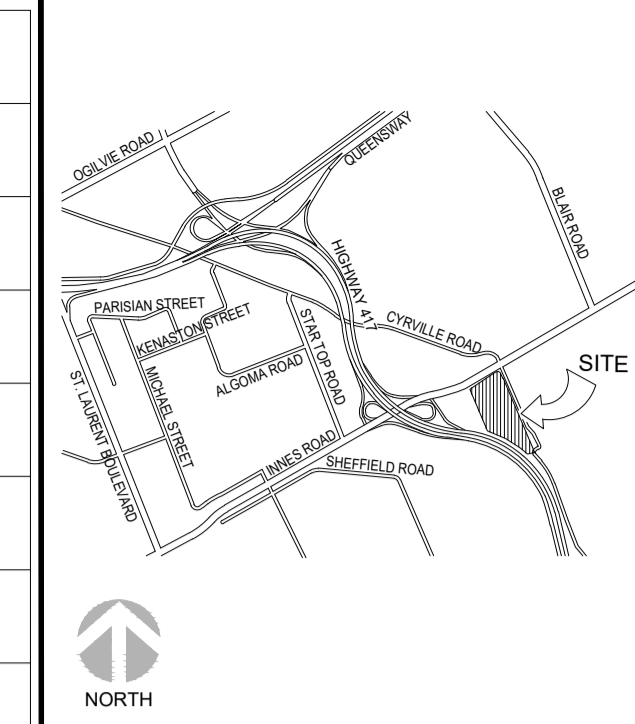 OGILVIE ROAD
QUEENSWAY
BLAIR ROAD
HIGHWAY 417
PARISIAN STREET
KENASTON STREET
STAR TOP ROAD
CYRVILLE ROAD
SITE
ALGOMA ROAD
MICHAEL STREET
ST. LAURENT BOULEVARD
INNES ROAD
SHEFFIELD ROAD
NORTH